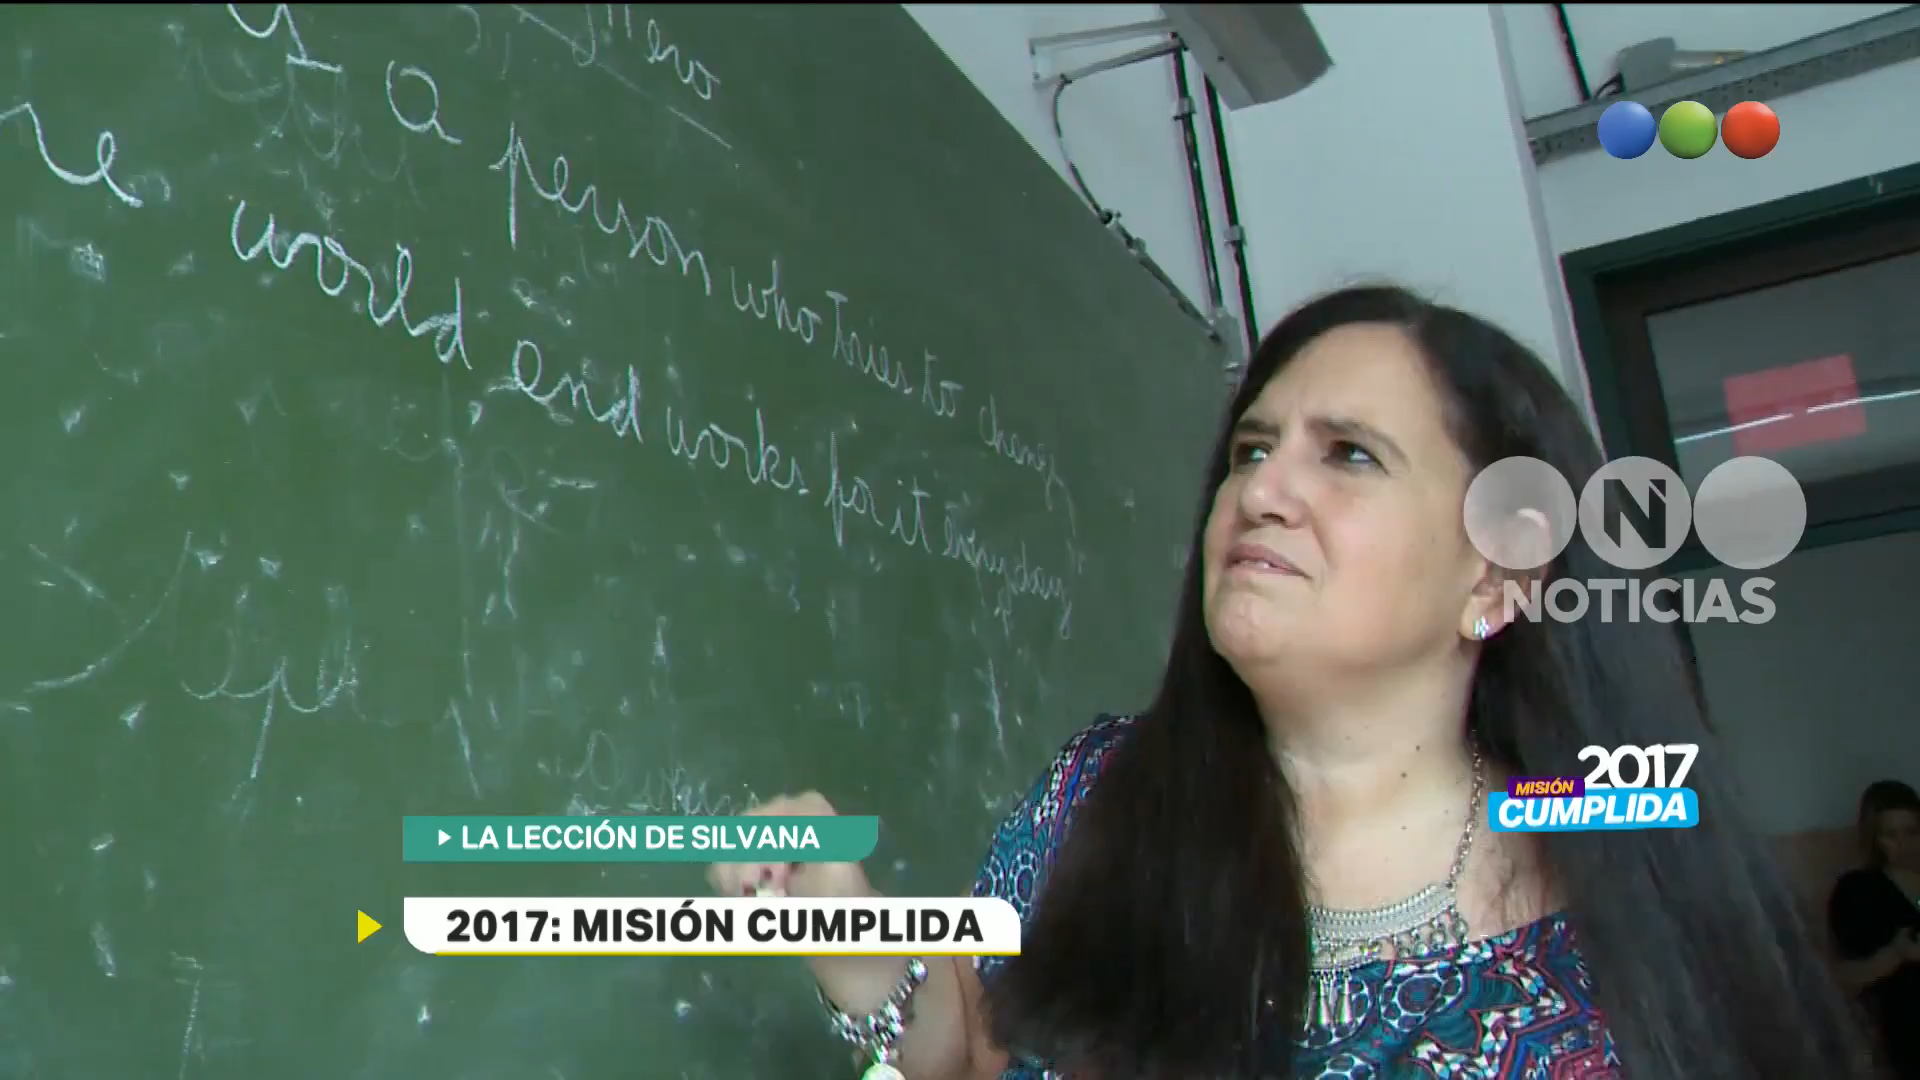 a person who tries to change
world and works for it everyday
N
NOTICIAS
2017
MISIÓN
CUMPLIDA
LA LECCIÓN DE SILVANA
2017: MISIÓN CUMPLIDA